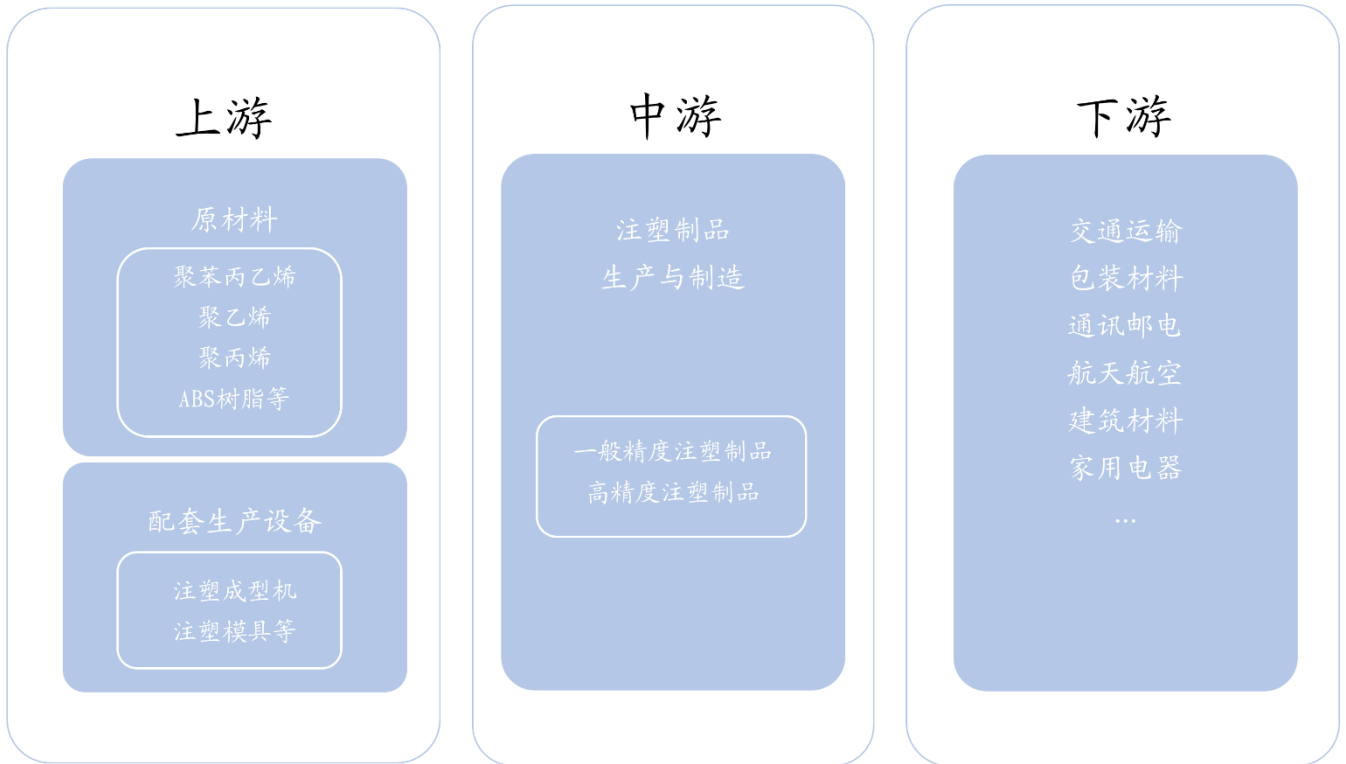 上游
原材料
聚苯丙乙烯
聚乙烯
聚丙烯
ABS树脂等
配套生产设备
注塑成型机
注塑模具等
中游
注塑制品
生产与制造
一般精度注塑制品
高精度注塑制品
下游
交通运输
包装材料
通讯邮电
航天航空
建筑材料
家用电器
...